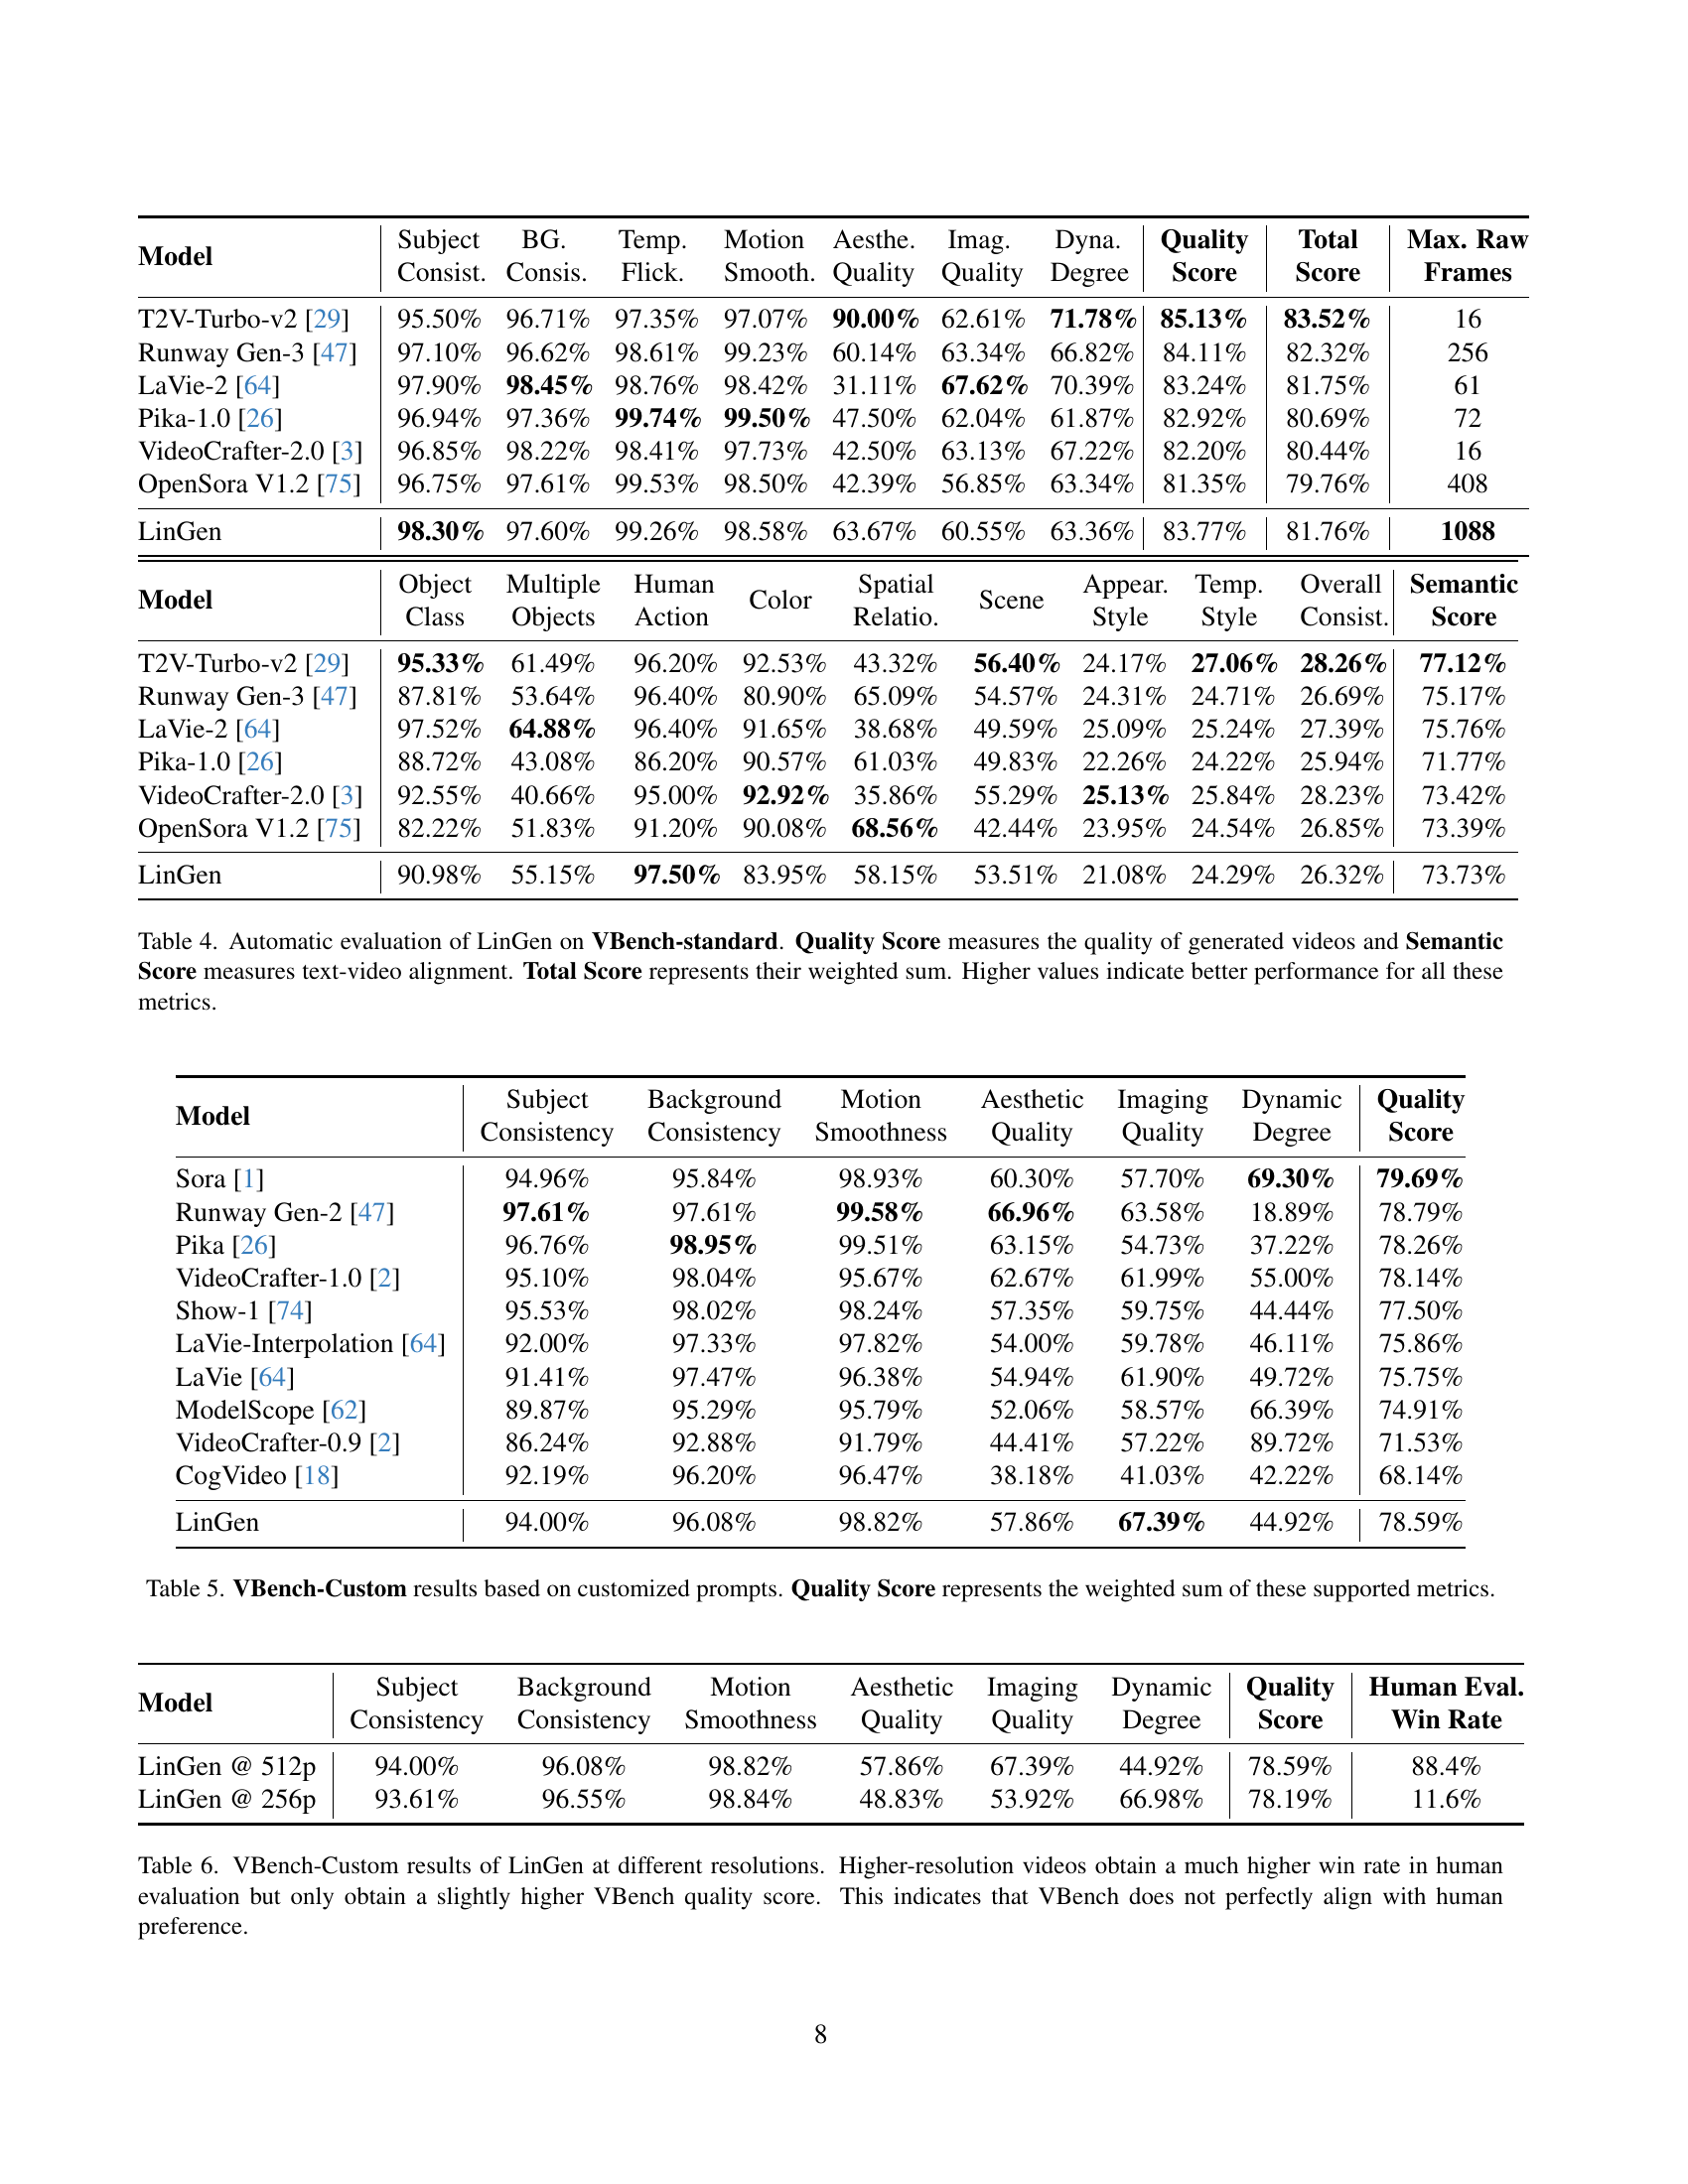 Model Subject Consist. BG. Consis. Temp. Flick. Motion Smooth. Aesthe. Quality Imag. Quality Dyna. Degree Quality Score Total Score Max. Raw Frames
T2V-Turbo-v2 [29] 95.50% 96.71% 97.35% 97.07% 90.00% 62.61% 71.78% 85.13% 83.52% 16
Runway Gen-3 [47] 97.10% 96.62% 98.61% 99.23% 60.14% 63.34% 66.82% 84.11% 82.32% 256
LaVie-2 [64] 97.90% 98.45% 98.76% 98.42% 31.11% 67.62% 70.39% 83.24% 81.75% 61
Pika-1.0 [26] 96.94% 97.36% 99.74% 99.50% 47.50% 62.04% 61.87% 82.92% 80.69% 72
VideoCrafter-2.0 [3] 96.85% 98.22% 98.41% 97.73% 42.50% 63.13% 67.22% 82.20% 80.44% 16
OpenSora V1.2 [75] 96.75% 97.61% 99.53% 98.50% 42.39% 56.85% 63.34% 81.35% 79.76% 408
LinGen 98.30% 97.60% 99.26% 98.58% 63.67% 60.55% 63.36% 83.77% 81.76% 1088
Model Object Class Multiple Objects Human Action Color Spatial Relatio. Scene Appear. Style Temp. Style Overall Consist. Semantic Score
T2V-Turbo-v2 [29] 95.33% 61.49% 96.20% 92.53% 43.32% 56.40% 24.17% 27.06% 28.26% 77.12%
Runway Gen-3 [47] 87.81% 53.64% 96.40% 80.90% 65.09% 54.57% 24.31% 24.71% 26.69% 75.17%
LaVie-2 [64] 97.52% 64.88% 96.40% 91.65% 38.68% 49.59% 25.09% 25.24% 27.39% 75.76%
Pika-1.0 [26] 88.72% 43.08% 86.20% 90.57% 61.03% 49.83% 22.26% 24.22% 25.94% 71.77%
VideoCrafter-2.0 [3] 92.55% 40.66% 95.00% 92.92% 35.86% 55.29% 25.13% 25.84% 28.23% 73.42%
OpenSora V1.2 [75] 82.22% 51.83% 91.20% 90.08% 68.56% 42.44% 23.95% 24.54% 26.85% 73.39%
LinGen 90.98% 55.15% 97.50% 83.95% 58.15% 53.51% 21.08% 24.29% 26.32% 73.73%
Table 4. Automatic evaluation of LinGen on VBench-standard. Quality Score measures the quality of generated videos and Semantic
Score measures text-video alignment. Total Score represents their weighted sum. Higher values indicate better performance for all these
metrics.
Model Subject Consistency Background Consistency Motion Smoothness Aesthetic Quality Imaging Quality Dynamic Degree Quality Score
Sora [1] 94.96% 95.84% 98.93% 60.30% 57.70% 69.30% 79.69%
Runway Gen-2 [47] 97.61% 97.61% 99.58% 66.96% 63.58% 18.89% 78.79%
Pika [26] 96.76% 98.95% 99.51% 63.15% 54.73% 37.22% 78.26%
VideoCrafter-1.0 [2] 95.10% 98.04% 95.67% 62.67% 61.99% 55.00% 78.14%
Show-1 [74] 95.53% 98.02% 98.24% 57.35% 59.75% 44.44% 77.50%
LaVie-Interpolation [64] 92.00% 97.33% 97.82% 54.00% 59.78% 46.11% 75.86%
LaVie [64] 91.41% 97.47% 96.38% 54.94% 61.90% 49.72% 75.75%
ModelScope [62] 89.87% 95.29% 95.79% 52.06% 58.57% 66.39% 74.91%
VideoCrafter-0.9 [2] 86.24% 92.88% 91.79% 44.41% 57.22% 89.72% 71.53%
CogVideo [18] 92.19% 96.20% 96.47% 38.18% 41.03% 42.22% 68.14%
LinGen 94.00% 96.08% 98.82% 57.86% 67.39% 44.92% 78.59%
Table 5. VBench-Custom results based on customized prompts. Quality Score represents the weighted sum of these supported metrics.
Model Subject Consistency Background Consistency Motion Smoothness Aesthetic Quality Imaging Quality Dynamic Degree Quality Score Human Eval. Win Rate
LinGen @ 512p 94.00% 96.08% 98.82% 57.86% 67.39% 44.92% 78.59% 88.4%
LinGen @ 256p 93.61% 96.55% 98.84% 48.83% 53.92% 66.98% 78.19% 11.6%
Table 6. VBench-Custom results of LinGen at different resolutions. Higher-resolution videos obtain a much higher win rate in human
evaluation but only obtain a slightly higher VBench quality score. This indicates that VBench does not perfectly align with human
preference.
8